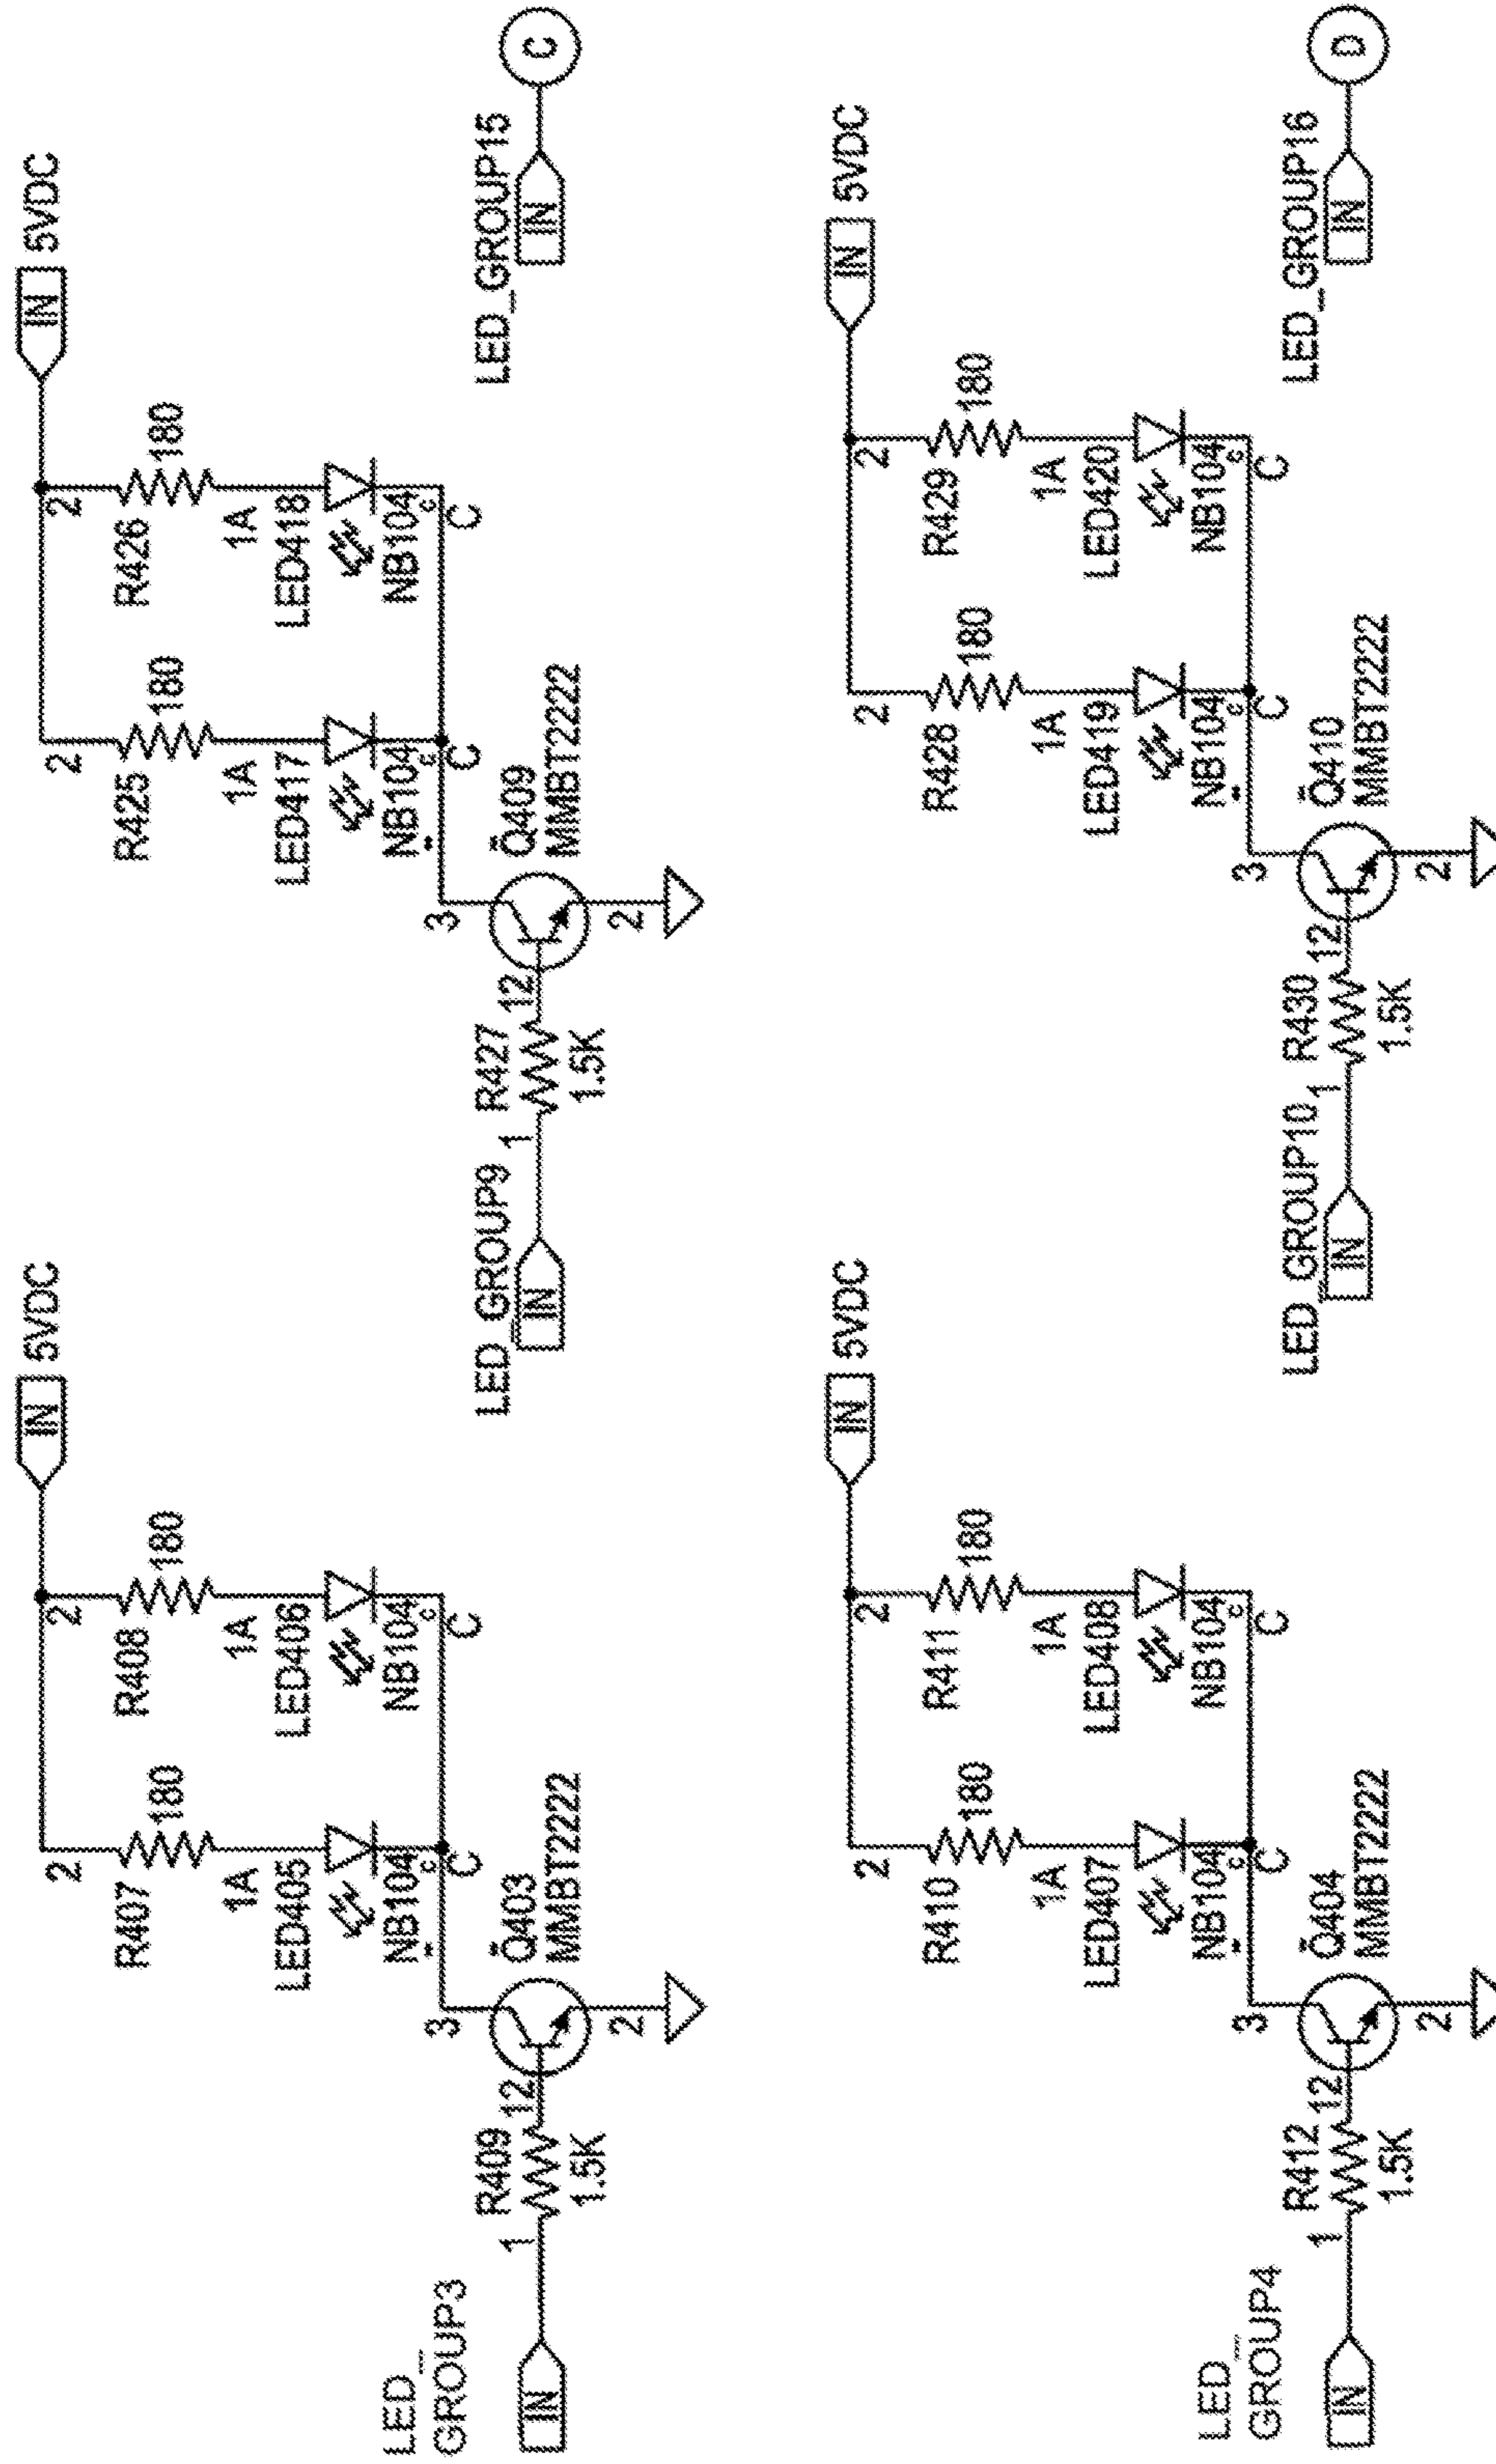 IN 5VDC
2 2
R407 180 R408 180
1A 1A
LED405 LED406
NB104 NB104
c c
C C
3
LED_
GROUP3
IN
1 R409 12
1.5K
Q403
MMBT2222
2
IN 5VDC
2 2
R425 180 R426 180
1A 1A
LED417 LED418
NB104 NB104
c c
C C
3
LED_GROUP9
IN
1 R427 12
1.5K
Q409
MMBT2222
2
LED_GROUP15
IN
C
IN 5VDC
2 2
R410 180 R411 180
1A 1A
LED407 LED408
NB104 NB104
c c
C C
3
LED_
GROUP4
IN
1 R412 12
1.5K
Q404
MMBT2222
2
IN 5VDC
2 2
R428 180 R429 180
1A 1A
LED419 LED420
NB104 NB104
c c
C C
3
LED_GROUP10
IN
1 R430 12
1.5K
Q410
MMBT2222
2
LED_GROUP16
IN
D